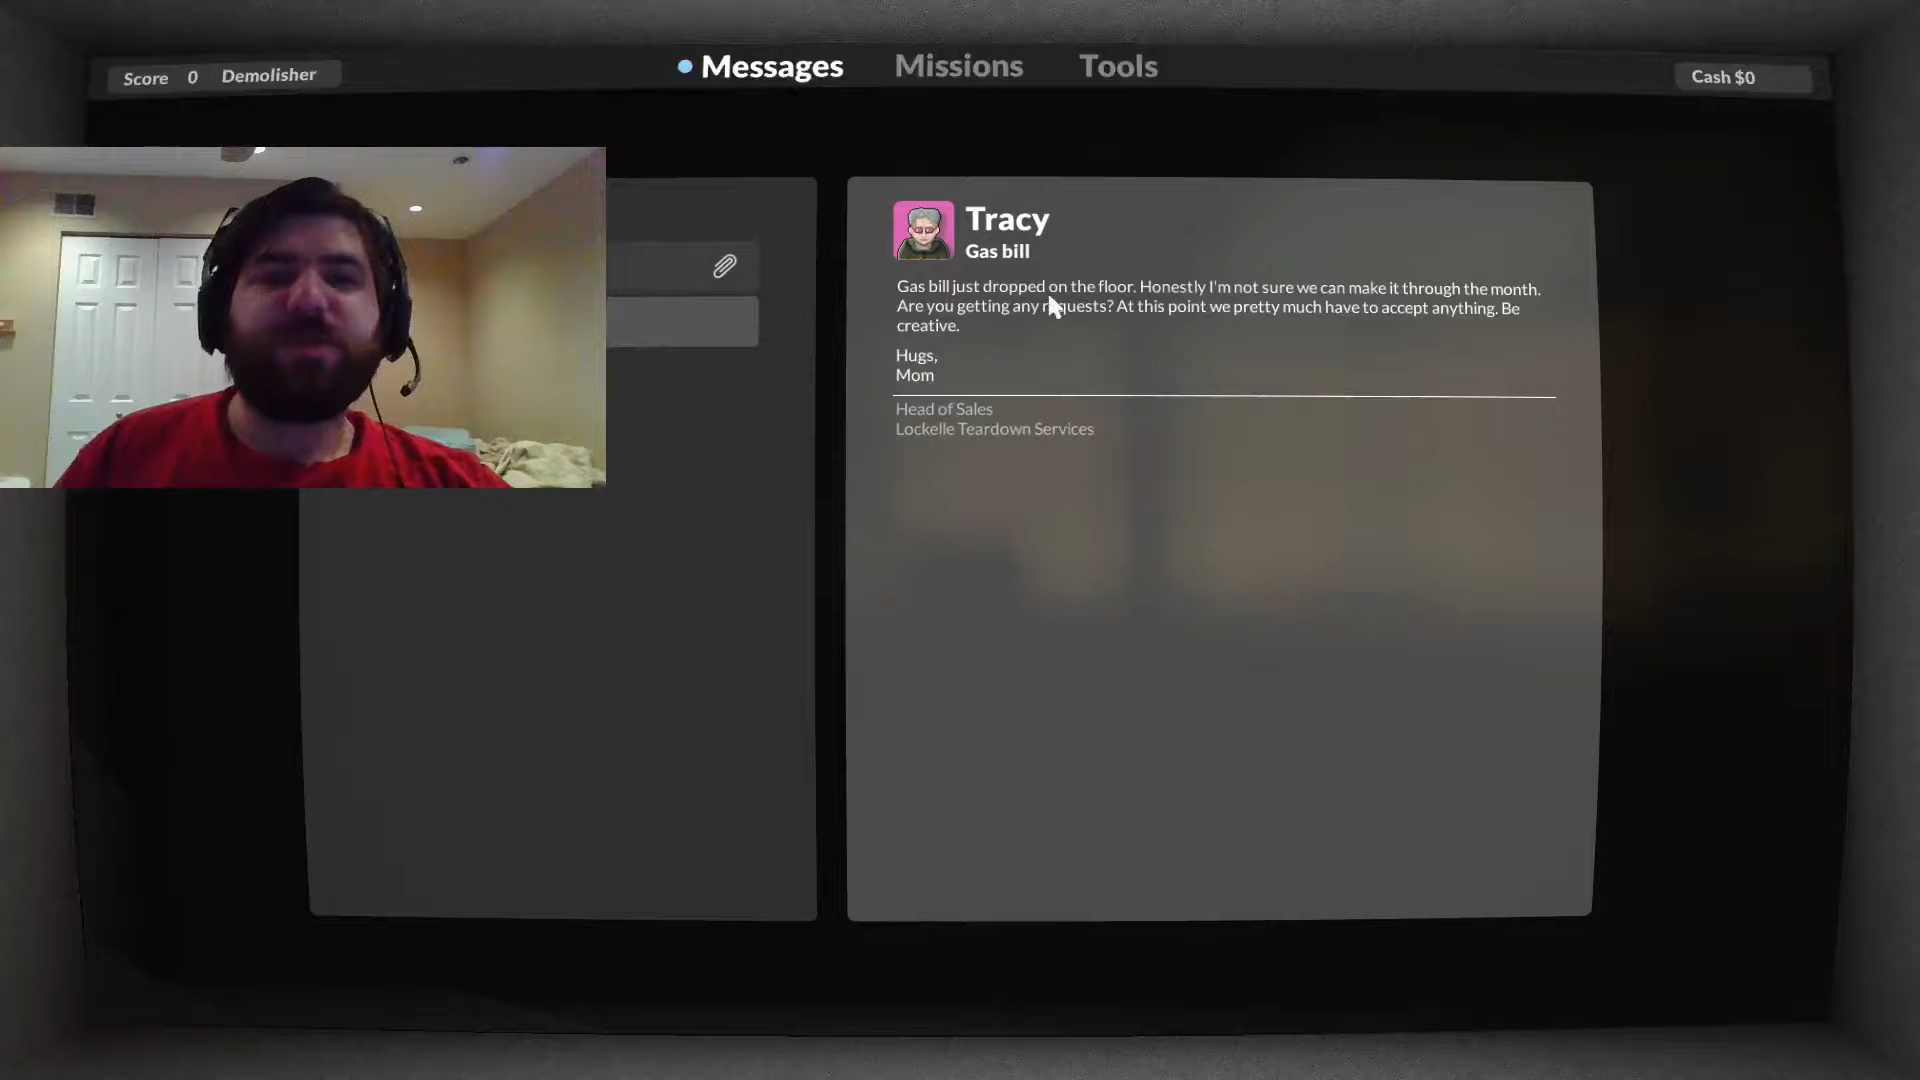 Score 0 Demolisher
Messages
Missions
Tools
Cash $0
Tracy
Gas bill
Gas bill just dropped on the floor. Honestly I'm not sure we can make it through the month.
Are you getting any requests? At this point we pretty much have to accept anything. Be
creative.
Hugs,
Mom
Head of Sales
Lockelle Teardown Services